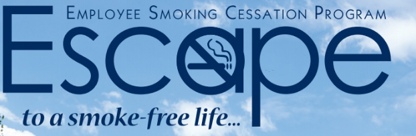 EMPLOYEE SMOKING CESSATION PROGRAM
Escape
to a smoke-free life...